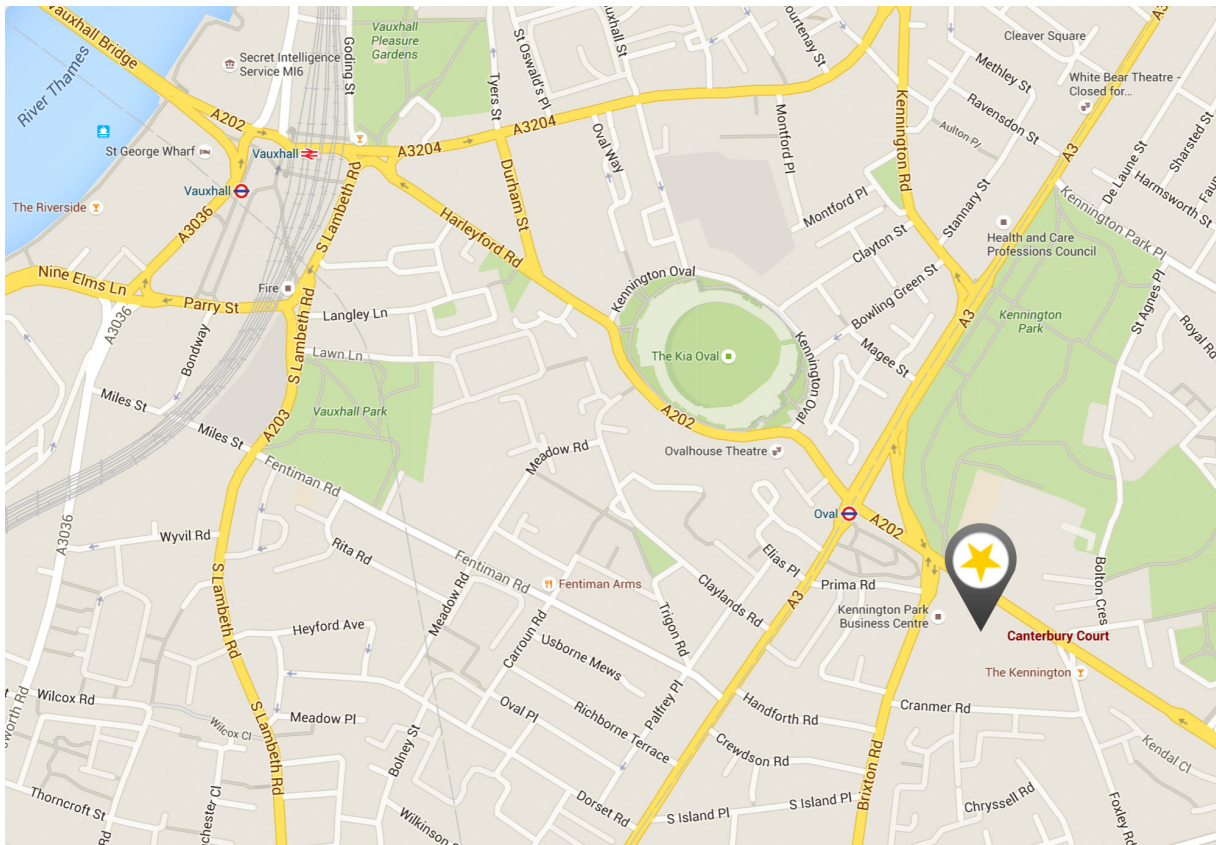 Vauxhall Bridge
River Thames
Secret Intelligence
Service MI6
Goding St
Vauxhall
Pleasure
Gardens
Tyers St
St Oswald's Pl
Vauxhall St
Courtenay St
Cleaver Square
Methley St
White Bear Theatre -
Closed for...
A3
Ravensdon St
Aulton Pl
Sharsted St
De Laune St
Harmsworth St
Kennington Rd
Montford Pl
Oval Way
A3204
A3204
A202
St George Wharf
Vauxhall
Vauxhall
The Riverside
A3036
S Lambeth Rd
Durham St
Harleyford Rd
Montford Pl
Stannary St
Clayton St
A3
Kennington Park Pl
Health and Care
Professions Council
Nine Elms Ln
Parry St
Fire
S Lambeth Rd
Langley Ln
Lawn Ln
Kennington Oval
Bowling Green St
Kennington
Park
St Agnes Pl
Royal Rd
A3036
Bondway
The Kia Oval
Kennington Oval
Magee St
A3
Miles St
Miles St
A203
Vauxhall Park
Fentiman Rd
A202
Ovalhouse Theatre
Meadow Rd
Oval
A202
A3036
Wyvil Rd
Rita Rd
Fentiman Rd
Fentiman Arms
Elias Pl
Prima Rd
Claylands Rd
Kennington Park
Business Centre
Bolton Cres
Canterbury Court
The Kennington
S Lambeth Rd
Heyford Ave
Meadow Rd
Carroun Rd
Usborne Mews
Trigon Rd
A3
Palfrey Pl
Wilcox Rd
Wilcox Cl
Meadow Pl
S Lambeth Rd
Bolney St
Oval Pl
Richborne Terrace
Handforth Rd
Cranmer Rd
Crewdson Rd
Brixton Rd
Kendal Cl
Thorncroft St
Wilkinson
Dorset Rd
S Island Pl
S Island Pl
Chryssell Rd
Foxley Rd